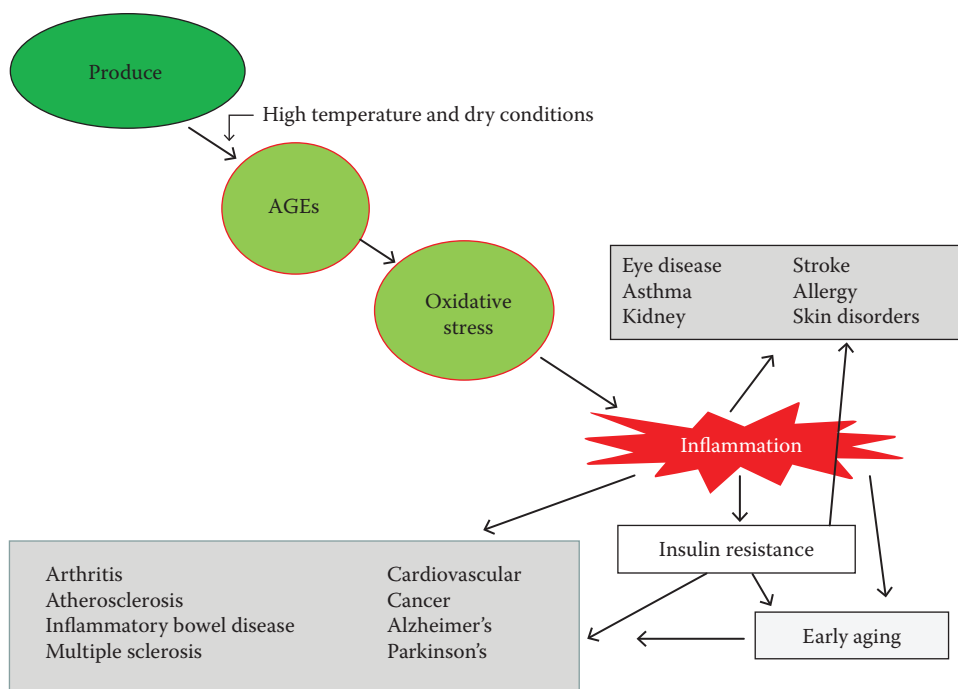 Produce
High temperature and dry conditions
AGEs
Oxidative
stress
Eye disease Stroke
Asthma Allergy
Kidney Skin disorders
Inflammation
Insulin resistance
Arthritis Cardiovascular
Atherosclerosis Cancer
Inflammatory bowel disease Alzheimer's
Multiple sclerosis Parkinson's
Early aging